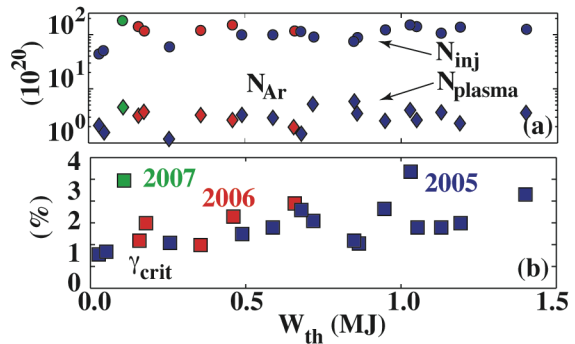 10²
N_inj
(10²⁰)
10¹
N_Ar
N_plasma
10⁰
(a)
4
2007
3
2006
2005
(%)
2
1
γ_crit
(b)
0
0.0 0.5 1.0 1.5
W_th (MJ)